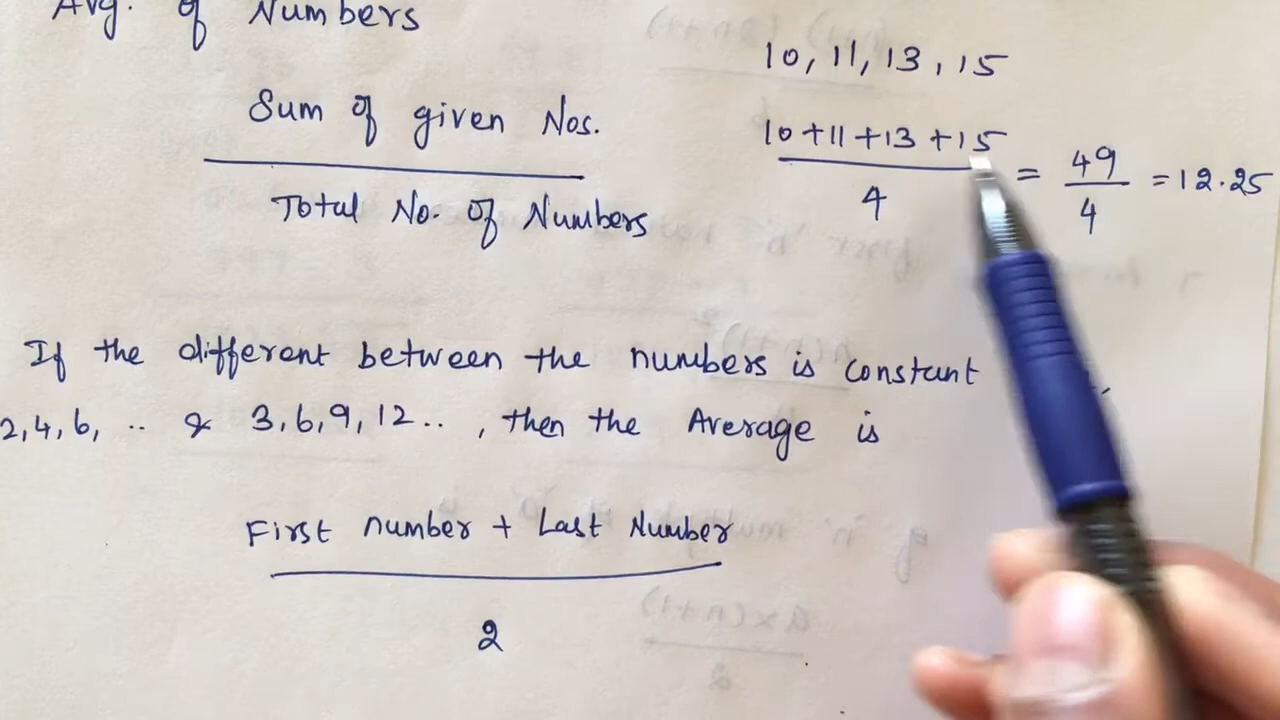 Avg. of Numbers
Sum of given Nos.
Total No. of Numbers
10, 11, 13, 15
10+11+13+15
4
= 49
4
=12.25
If the different between the numbers is constant
2,4,6, .. & 3,6,9,12.. , then the Average is
First number + Last Number
2